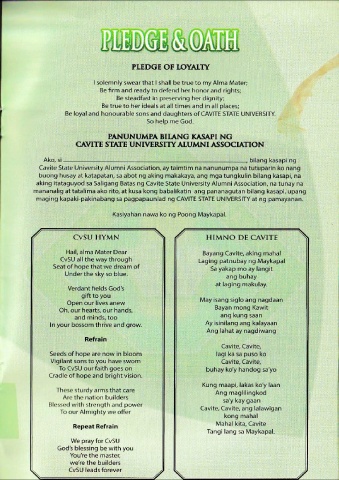 PLEDGE & OATH
PLEDGE OF LOYALTY
I solemnly swear that I shall be true to my Alma Mater:
Be firm and ready to defend her honor and rights;
Be steadfast in preserving her dignity;
Be true to her ideals at all times and in all places;
Be loyal and honourable sons and daughters of CAVITE STATE UNIVERSITY.
So help me God.
PANUNUMPA BILANG KASAPI NG
CAVITE STATE UNIVERSITY ALUMNI ASSOCIATION
Ako, si ______, bilang kasapi ng
Cavite State University Alumni Association, ay taimtim na nanunumpa na tutuparin ko nang
buong husay at katapatan, sa abot ng aking makakaya, ang mga tungkulin bilang kasapi, na
aking itataguyod sa Saligang Batas ng Cavite State University Alumni Association, na tunay na
mananalig at tatalima ako rito, at kusa kong babalikatin ang pananagutan bilang kasapi, upang
maging kapaki-pakinabang sa pagpapaunlad ng CAVITE STATE UNIVERSITY at ng pamayanan.
Kasiyahan nawa ko ng Poong Maykapal.
CvSU HYMN
Hail, alma Mater Dear
CvSU all the way through
Seat of hope that we dream of
Under the sky so blue.
Verdant fields God's
gift to you
Open our lives anew
Oh, our hearts, our hands,
and minds, too
In your bosom thrive and grow.
Refrain
Seeds of hope are now in bloom
Vigilant sons to you have sworn
To CvSU our faith goes on
Cradle of hope and bright vision.
These sturdy arms that care
Are the nation builders
Blessed with strength and power
To our Almighty we offer
Repeat Refrain
We pray for CvSU
God's blessing be with you
You're the master,
we're the builders
CvSU leads forever
HIMNO DE CAVITE
Bayang Cavite, aking mahal
Laging patnubay ng Maykapal
Sa yakap mo ay langit
ang buhay
at laging makulay.
May isang siglo ang nagdaan
Bayan mong Kawit
ang kung saan
Ay isinilang ang kalayaan
Ang lahat ay nagdiwang
Cavite, Cavite,
lagi ka sa puso ko
Cavite, Cavite,
buhay ko'y handog sa'yo
Kung maapi, lakas ko'y laan
Ang maglilingkod
sa'y kay gaan
Cavite, Cavite, ang lalawigan
kong mahal
Mahal kita, Cavite
Tangi lang sa Maykapal.